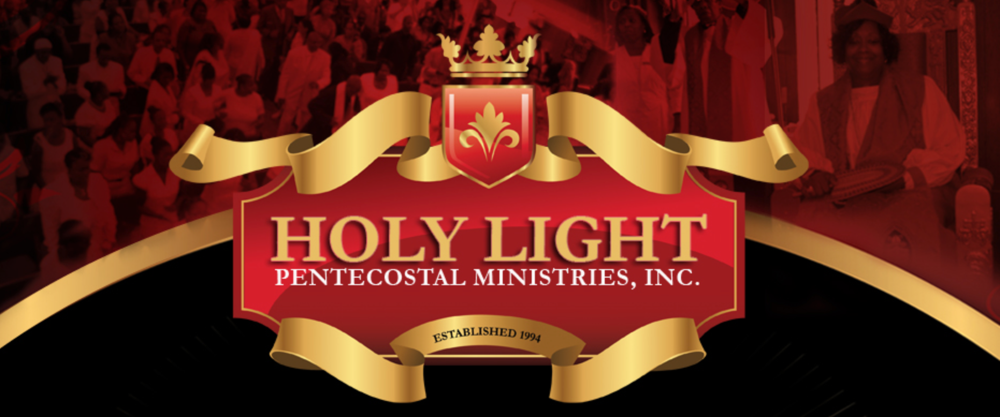 HOLY LIGHT
PENTECOSTAL MINISTRIES, INC.
ESTABLISHED 1994